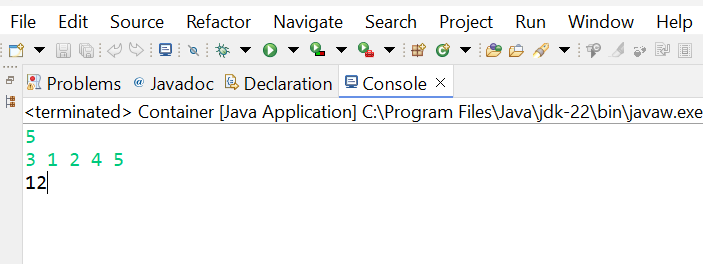 File Edit Source Refactor Navigate Search Project Run Window Help
Problems @ Javadoc Declaration Console
<terminated> Container [Java Application] C:\Program Files\Java\jdk-22\bin\javaw.exe
5
3 1 2 4 5
12